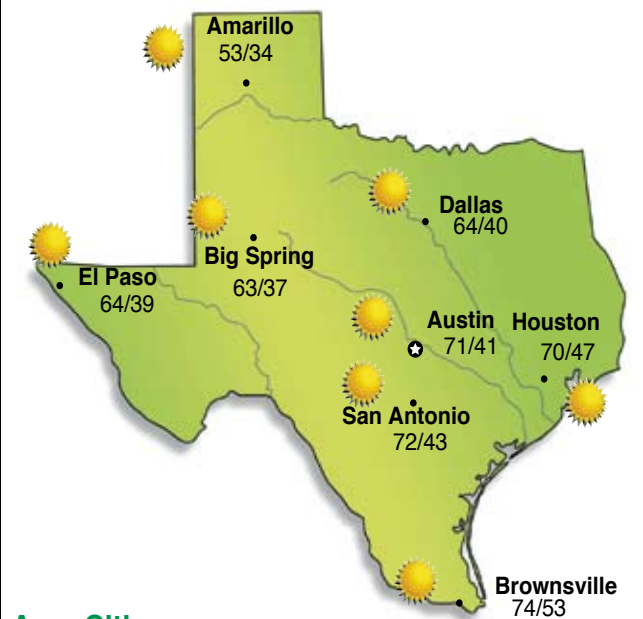 Amarillo
53/34
Dallas
64/40
Big Spring
63/37
El Paso
64/39
Austin
71/41
Houston
70/47
San Antonio
72/43
Brownsville
74/53